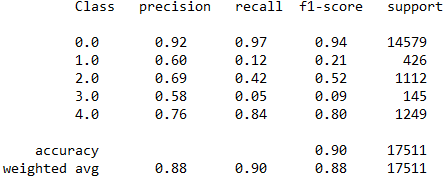 Class precision recall f1-score support
0.0 0.92 0.97 0.94 14579
1.0 0.60 0.12 0.21 426
2.0 0.69 0.42 0.52 1112
3.0 0.58 0.05 0.09 145
4.0 0.76 0.84 0.80 1249
accuracy 0.90 17511
weighted avg 0.88 0.90 0.88 17511